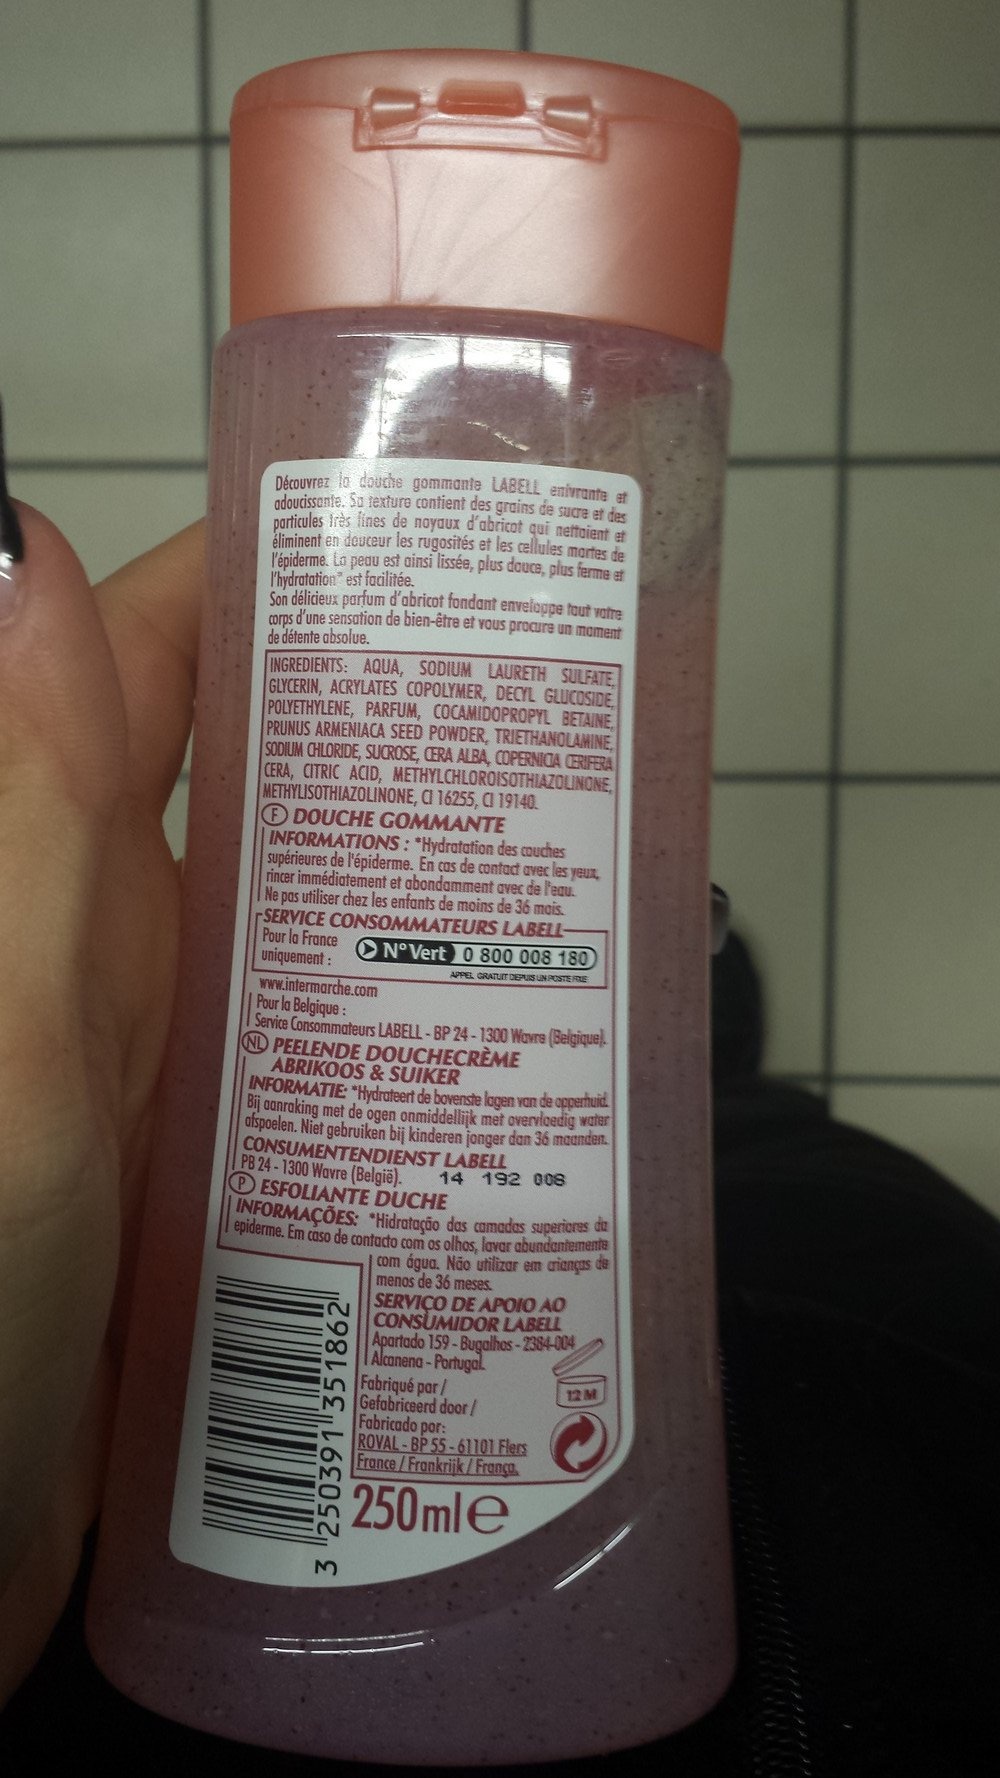 Découvrez la douche gommante LABELL enivrante et
adoucissante. Sa texture contient des grains de sucre et des
particules très fines de noyaux d'abricot qui nettoient et
éliminent en douceur les rugosités et les cellules mortes de
l'épiderme. La peau est ainsi lissée, plus douce, plus ferme et
l'hydratation* est facilitée.
Son délicieux parfum d'abricot fondant enveloppe tout votre
corps d'une sensation de bien-être et vous procure un moment
de détente absolue.
INGREDIENTS: AQUA, SODIUM LAURETH SULFATE,
GLYCERIN, ACRYLATES COPOLYMER, DECYL GLUCOSIDE,
POLYETHYLENE, PARFUM, COCAMIDOPROPYL BETAINE,
PRUNUS ARMENIACA SEED POWDER, TRIETHANOLAMINE,
SODIUM CHLORIDE, SUCROSE, CERA ALBA, COPERNICIA CERIFERA
CERA, CITRIC ACID, METHYLCHLOROISOTHIAZOLINONE,
METHYLISOTHIAZOLINONE, CI 16255, CI 19140.
F DOUCHE GOMMANTE
INFORMATIONS : *Hydratation des couches
supérieures de l'épiderme. En cas de contact avec les yeux,
rincer immédiatement et abondamment avec de l'eau.
Ne pas utiliser chez les enfants de moins de 36 mois.
SERVICE CONSOMMATEURS LABELL
Pour la France
uniquement :
N° Vert 0 800 008 180
APPEL GRATUIT DEPUIS UN POSTE FIXE
www.intermarche.com
Pour la Belgique :
Service Consommateurs LABELL - BP 24 - 1300 Wavre (Belgique).
NL PEELENDE DOUCHECRÈME
ABRIKOOS & SUIKER
INFORMATIE: *Hydrateert de bovenste lagen van de opperhuid.
Bij aanraking met de ogen onmiddellijk met overvloedig water
afspoelen. Niet gebruiken bij kinderen jonger dan 36 maanden.
CONSUMENTENDIENST LABELL
PB 24 - 1300 Wavre (België). 14 192 006
P ESFOLIANTE DUCHE
INFORMAÇÕES: *Hidratação das camadas superiores da
epiderme. Em caso de contacto com os olhos, lavar abundantemente
com água. Não utilizar em crianças de
menos de 36 meses.
SERVIÇO DE APOIO AO
CONSUMIDOR LABELL
Apartado 159 - Bugalhos - 2384-004
Alcanena - Portugal.
Fabriqué par /
Gefabriceerd door /
Fabricado por:
ROVAL - BP 55 - 61101 Flers
France / Frankrijk / França.
12 M
250ml e
3 250391 351862